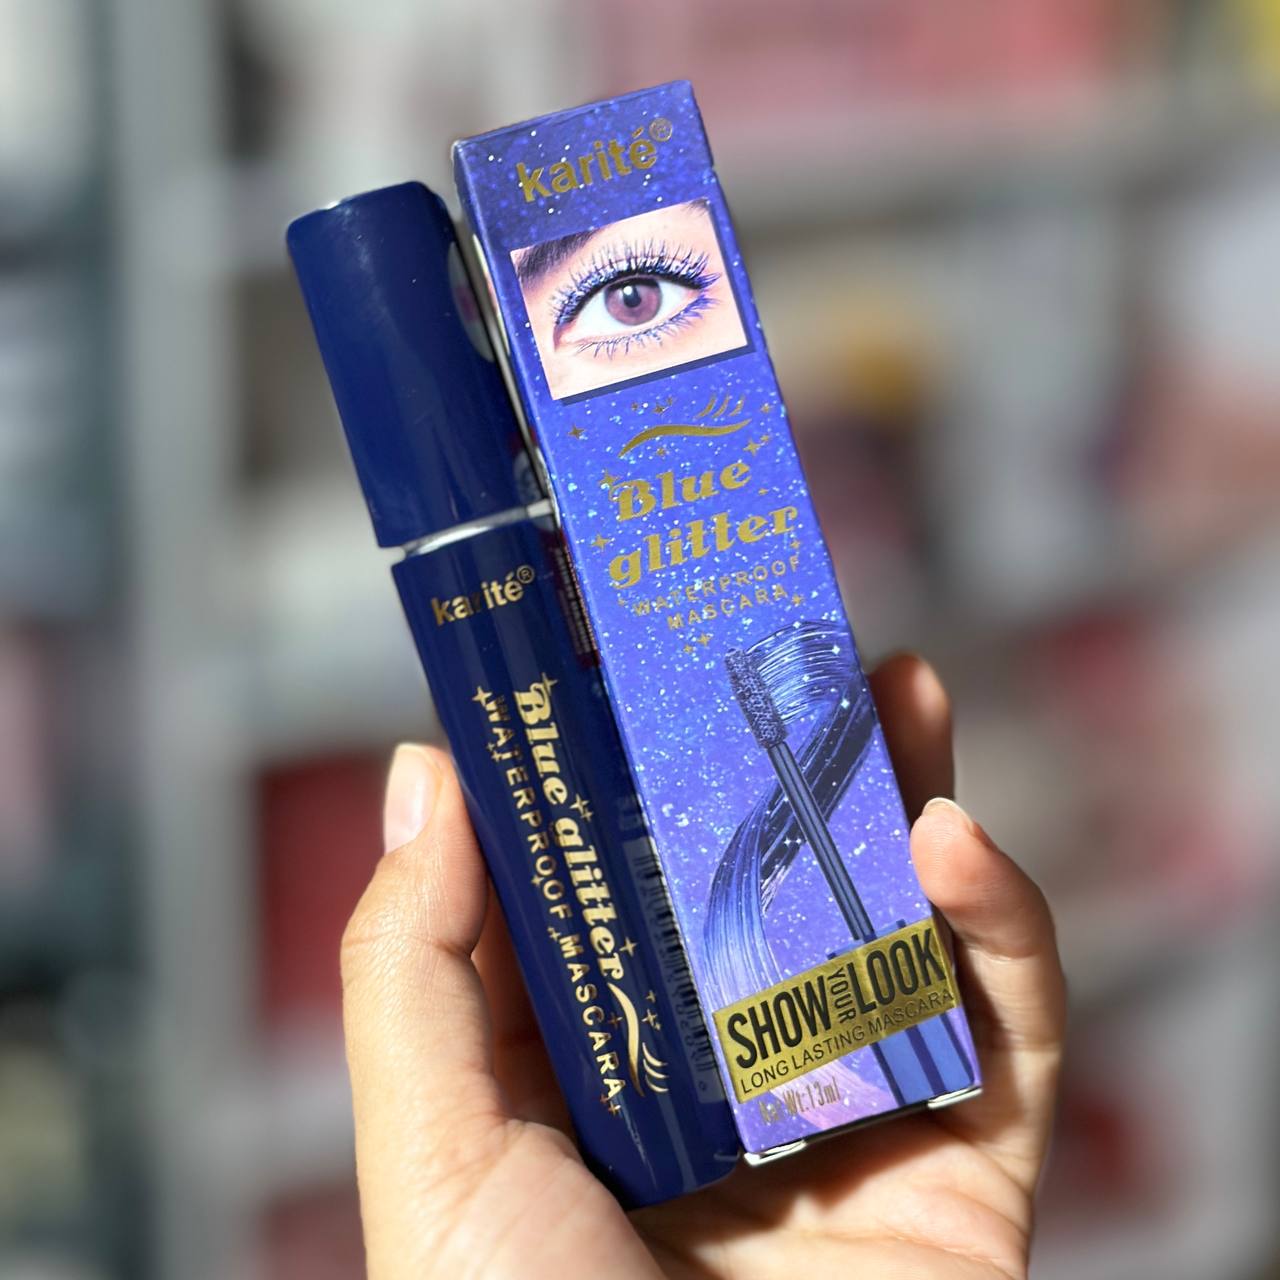 karité®
Blue
glitter
WATERPROOF
MASCARA
SHOW YOUR LOOK
LONG LASTING MASCARA
Net Wt:13ml
karité®
Blue glitter
WATERPROOF MASCARA